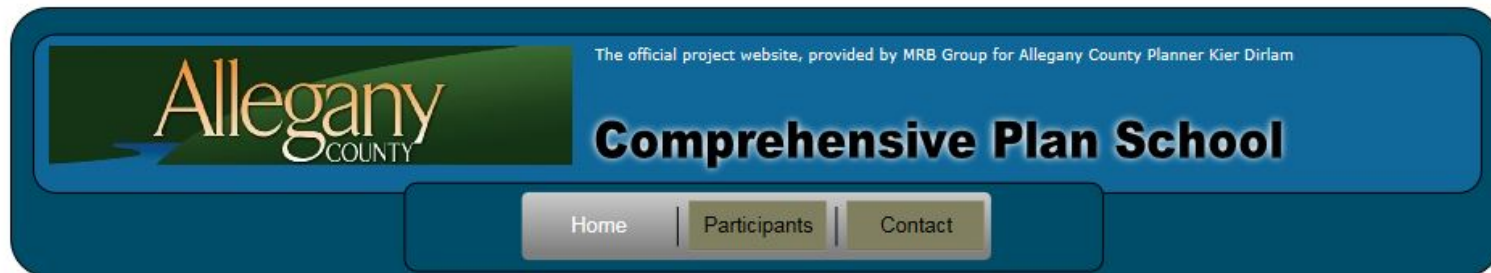 Allegany
COUNTY
The official project website, provided by MRB Group for Allegany County Planner Kier Dirlam
Comprehensive Plan School
Home
Participants
Contact